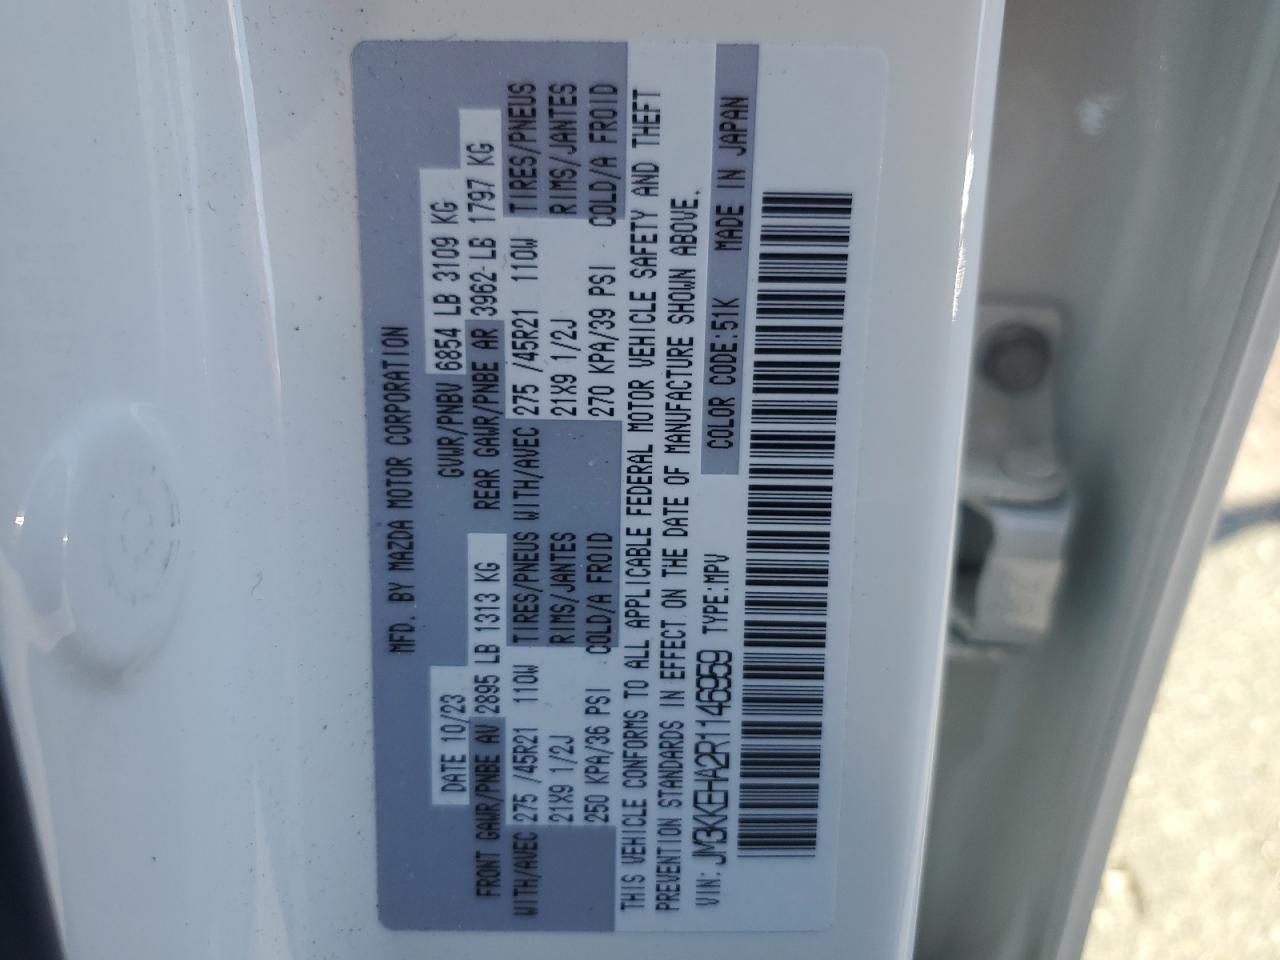 MFD. BY MAZDA MOTOR CORPORATION
DATE 10/23 GVWR/PNBV 6854 LB 3109 KG
FRONT GAWR/PNBE AV 2895 LB 1313 KG REAR GAWR/PNBE AR 3962 LB 1797 KG
WITH/AVEC 275 /45R21 110W TIRES/PNEUS WITH/AVEC 275 /45R21 110W TIRES/PNEUS
21X9 1/2J RIMS/JANTES 21X9 1/2J RIMS/JANTES
250 KPA/36 PSI COLD/A FROID 270 KPA/39 PSI COLD/A FROID
THIS VEHICLE CONFORMS TO ALL APPLICABLE FEDERAL MOTOR VEHICLE SAFETY AND THEFT
PREVENTION STANDARDS IN EFFECT ON THE DATE OF MANUFACTURE SHOWN ABOVE.
VIN: JM3KKEHA2R1146959 TYPE:MPV COLOR CODE:51K MADE IN JAPAN